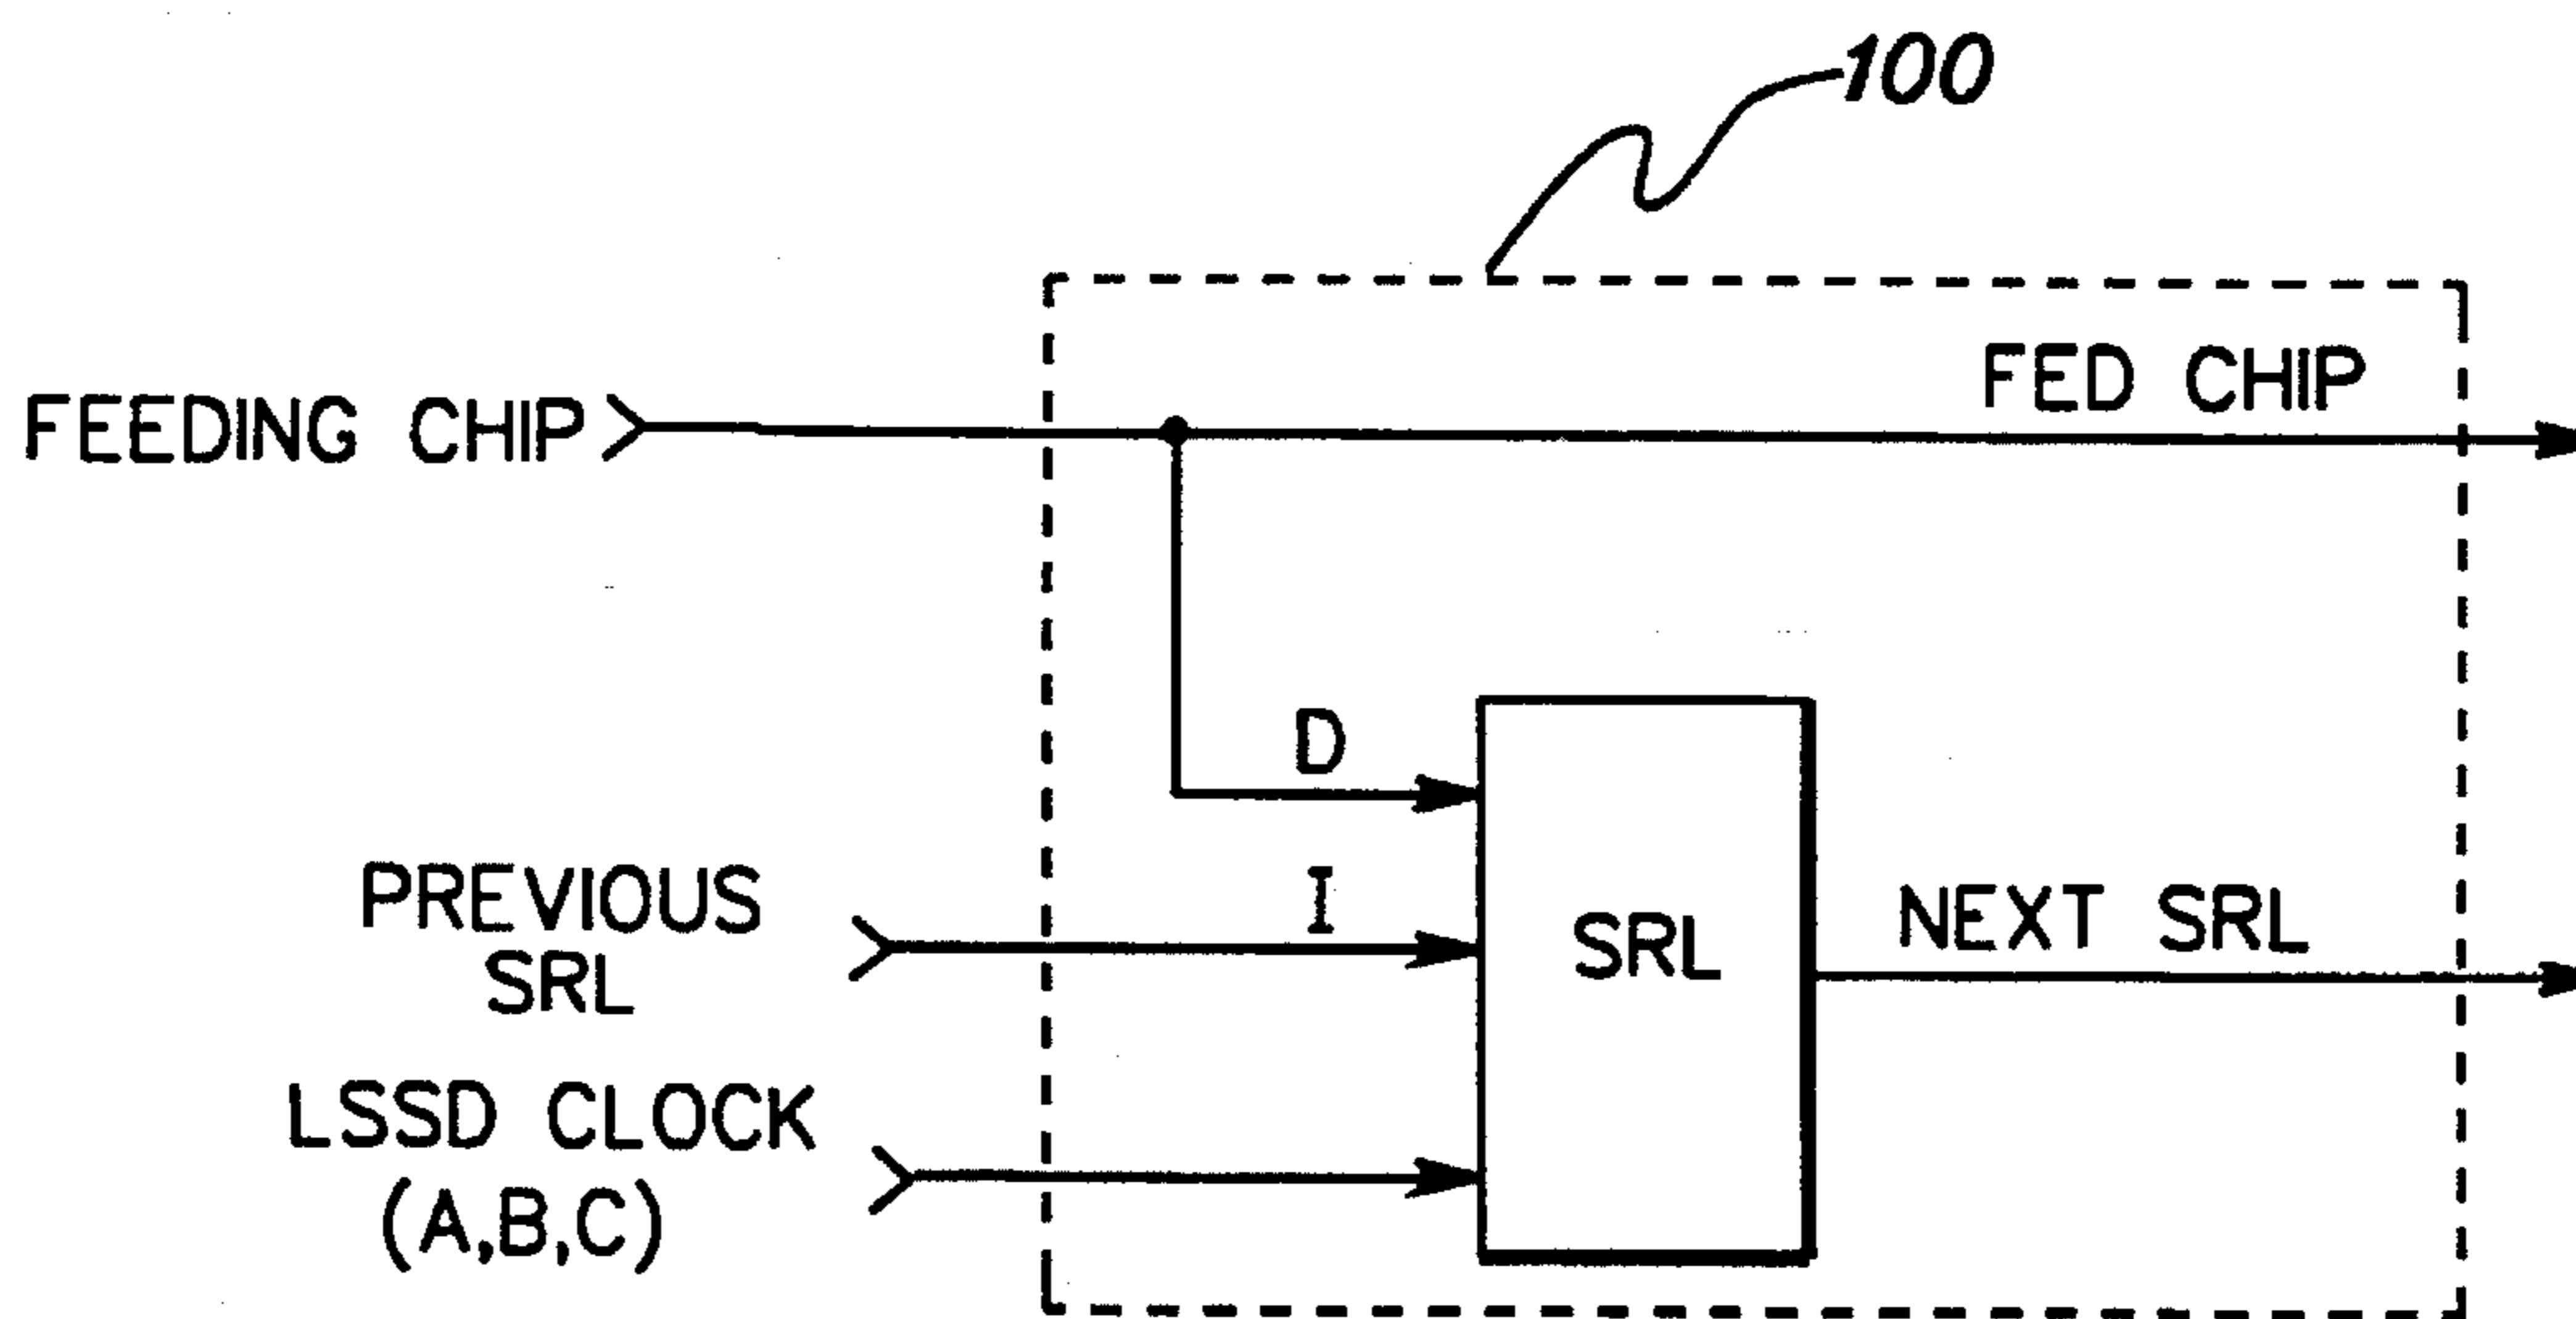 100
FEEDING CHIP
FED CHIP
D
I
PREVIOUS
SRL
SRL
NEXT SRL
LSSD CLOCK
(A,B,C)